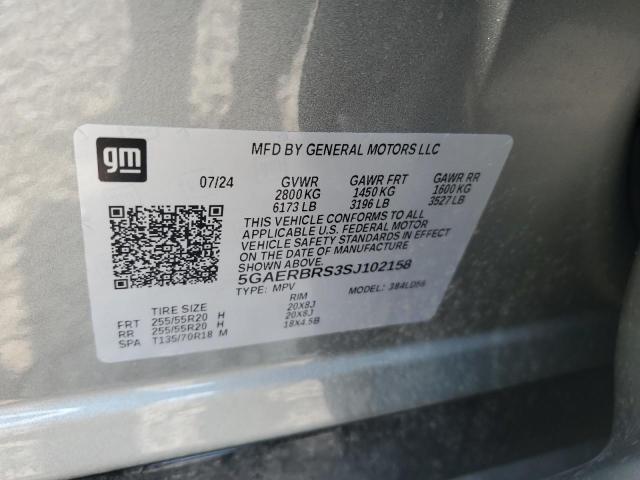 gm
MFD BY GENERAL MOTORS LLC
07/24 GVWR GAWR FRT GAWR RR
2800 KG 1450 KG 1600 KG
6173 LB 3196 LB 3527 LB
THIS VEHICLE CONFORMS TO ALL
APPLICABLE U.S. FEDERAL MOTOR
VEHICLE SAFETY STANDARDS IN EFFECT
ON THE DATE OF MANUFACTURE
SHOWN ABOVE.
5GAERBRS3SJ102158
TYPE: MPV MODEL: 384LD56
TIRE SIZE RIM
FRT 255/55R20 H 20X8J
RR 255/55R20 H 20X8J
SPA T135/70R18 M 18X4.5B